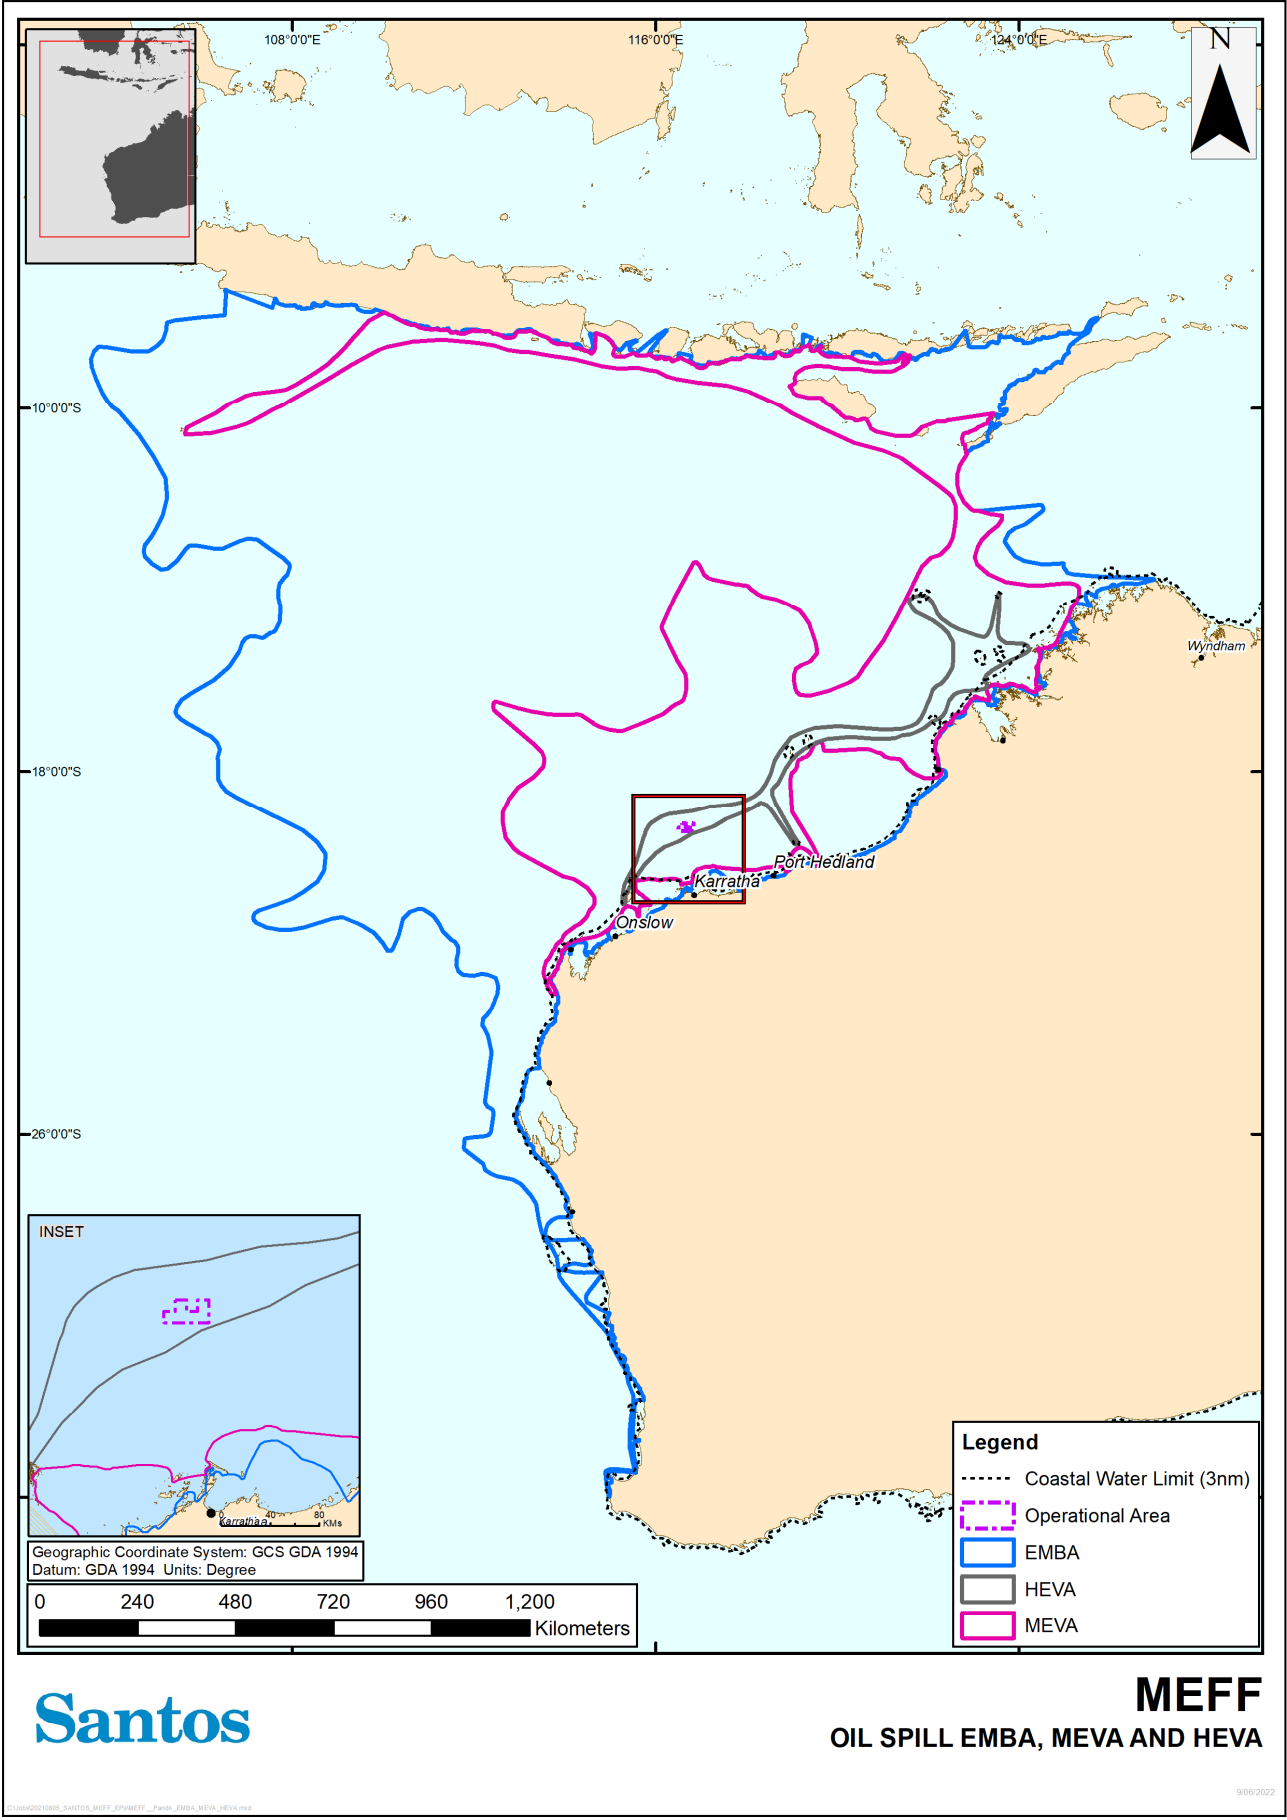 108°0'0"E
116°0'0"E
124°0'0"E
N
10°0'0"S
Wyndham
18°0'0"S
Port Hedland
Karratha
Onslow
26°0'0"S
INSET
Karratha
0 40 80
KMs
Geographic Coordinate System: GCS GDA 1994
Datum: GDA 1994 Units: Degree
0 240 480 720 960 1,200
Kilometers
Legend
Coastal Water Limit (3nm)
Operational Area
EMBA
HEVA
MEVA
Santos
MEFF
OIL SPILL EMBA, MEVA AND HEVA
9/06/2022